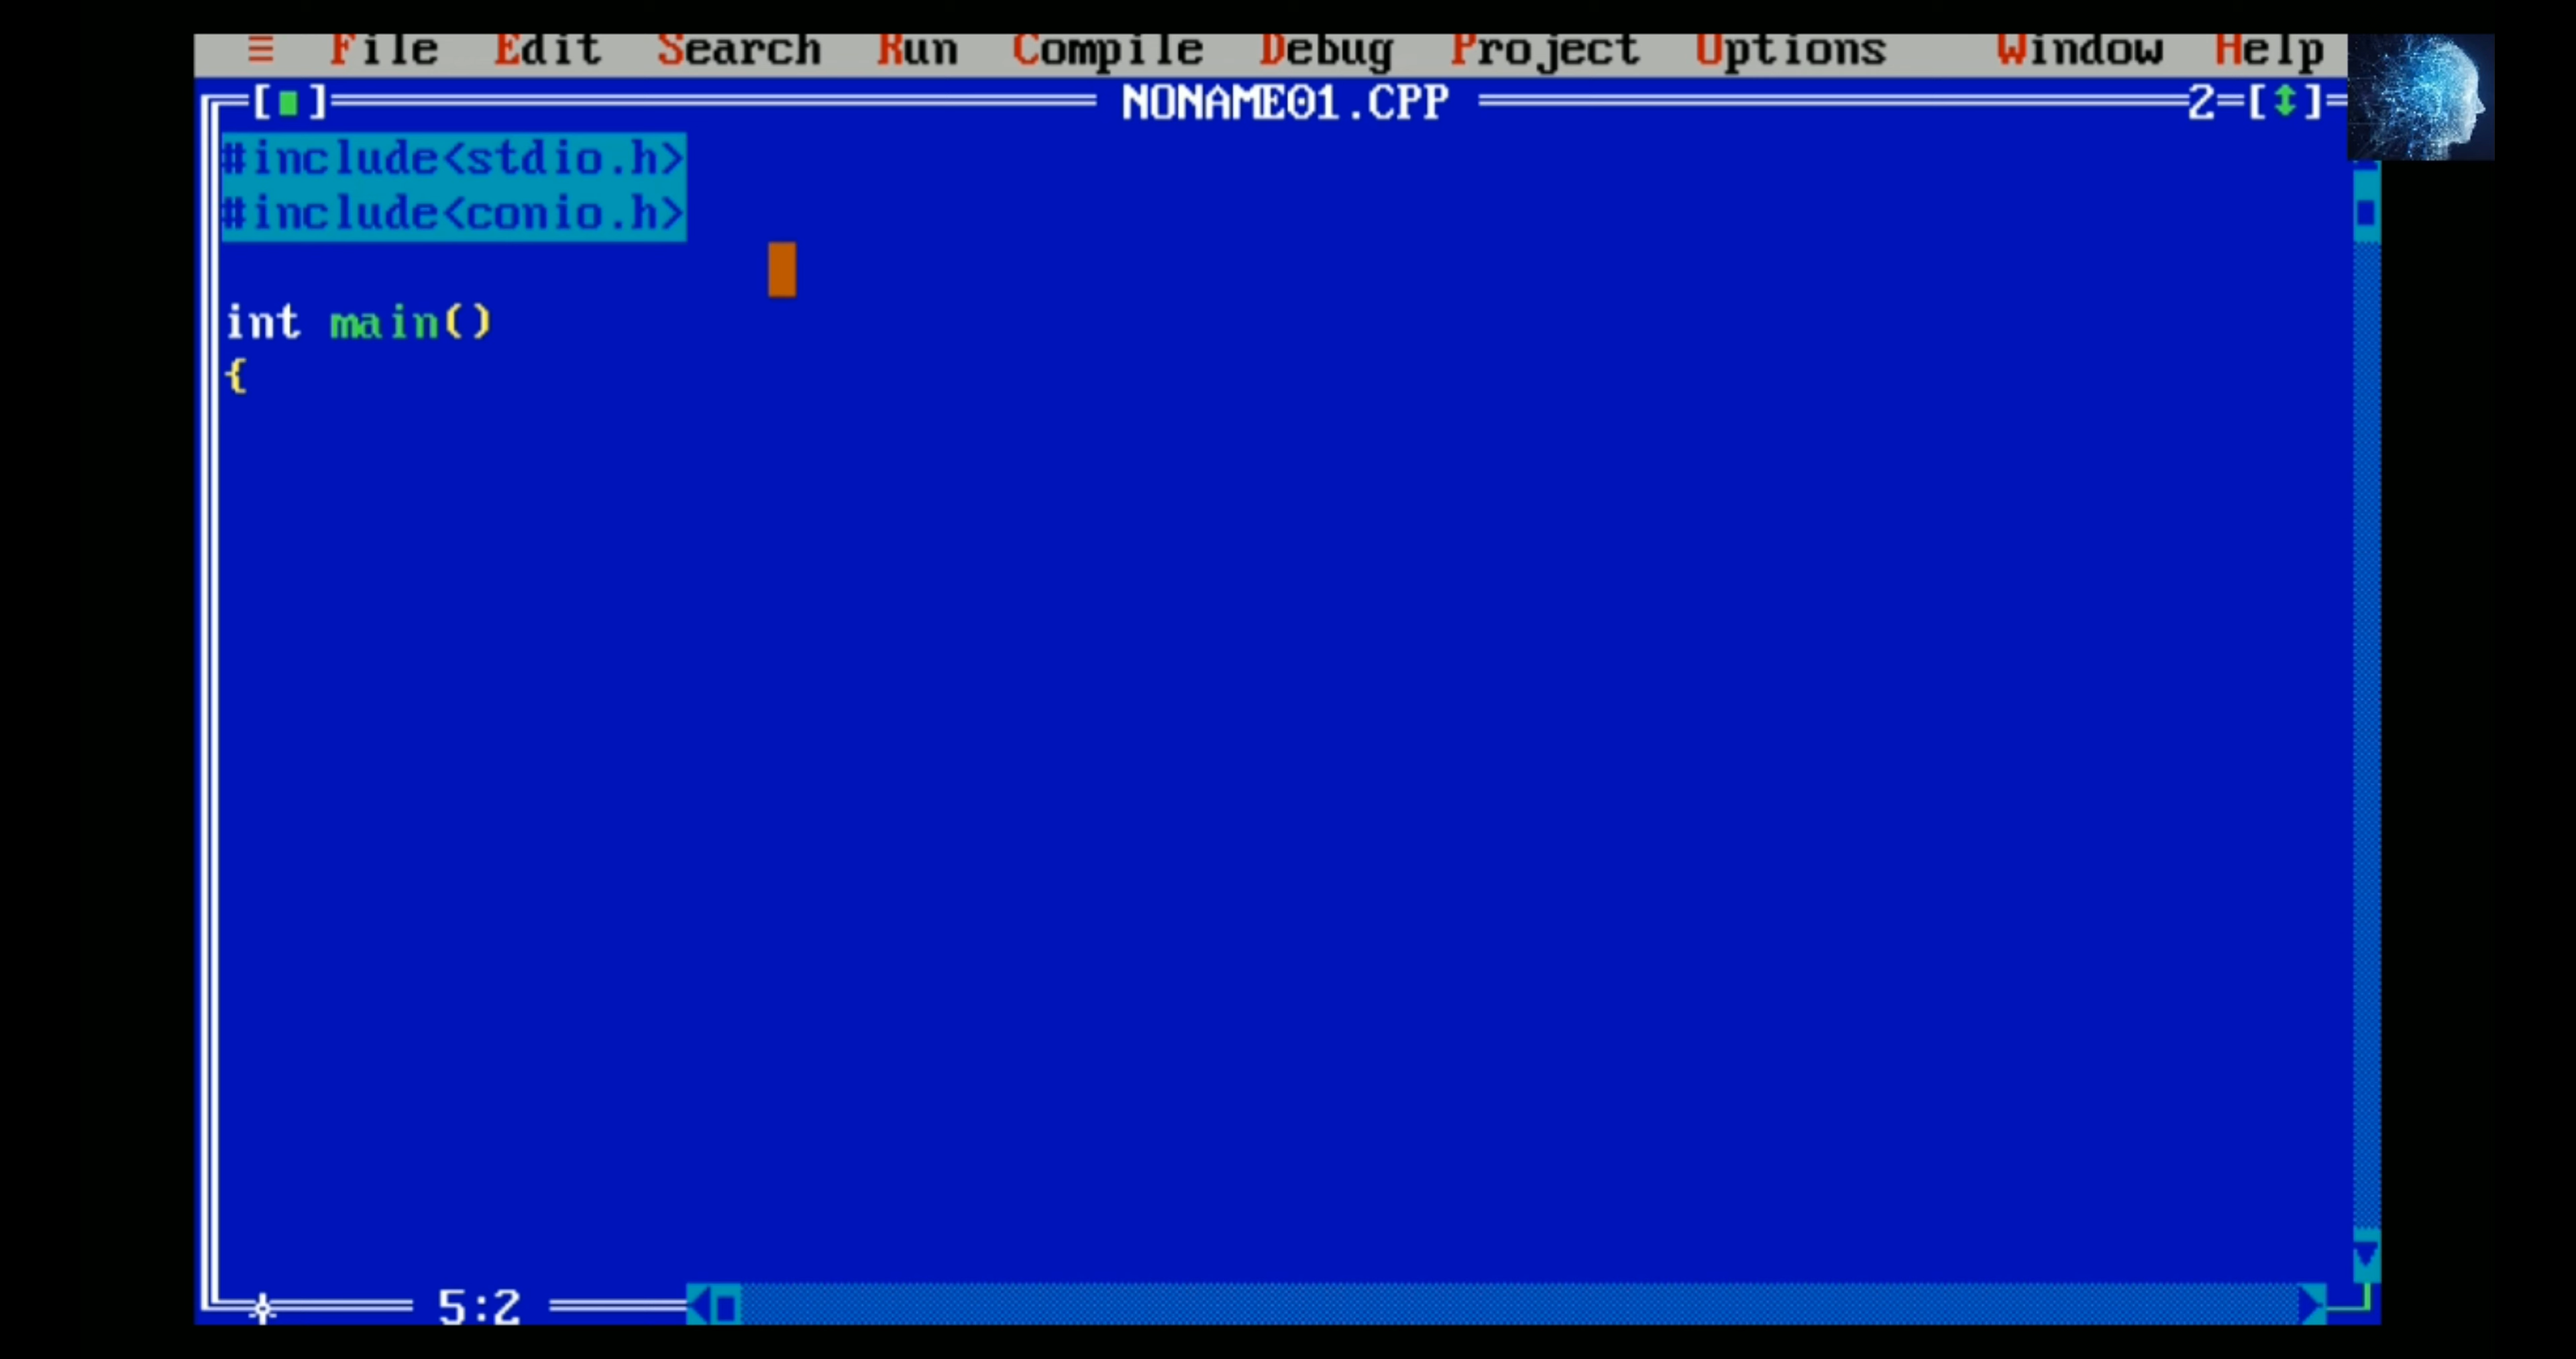 ≡ File Edit Search Run Compile Debug Project Options Window Help
[■] NONAME01.CPP 2=[↕]
#include<stdio.h>
#include<conio.h>
int main()
{
5:2